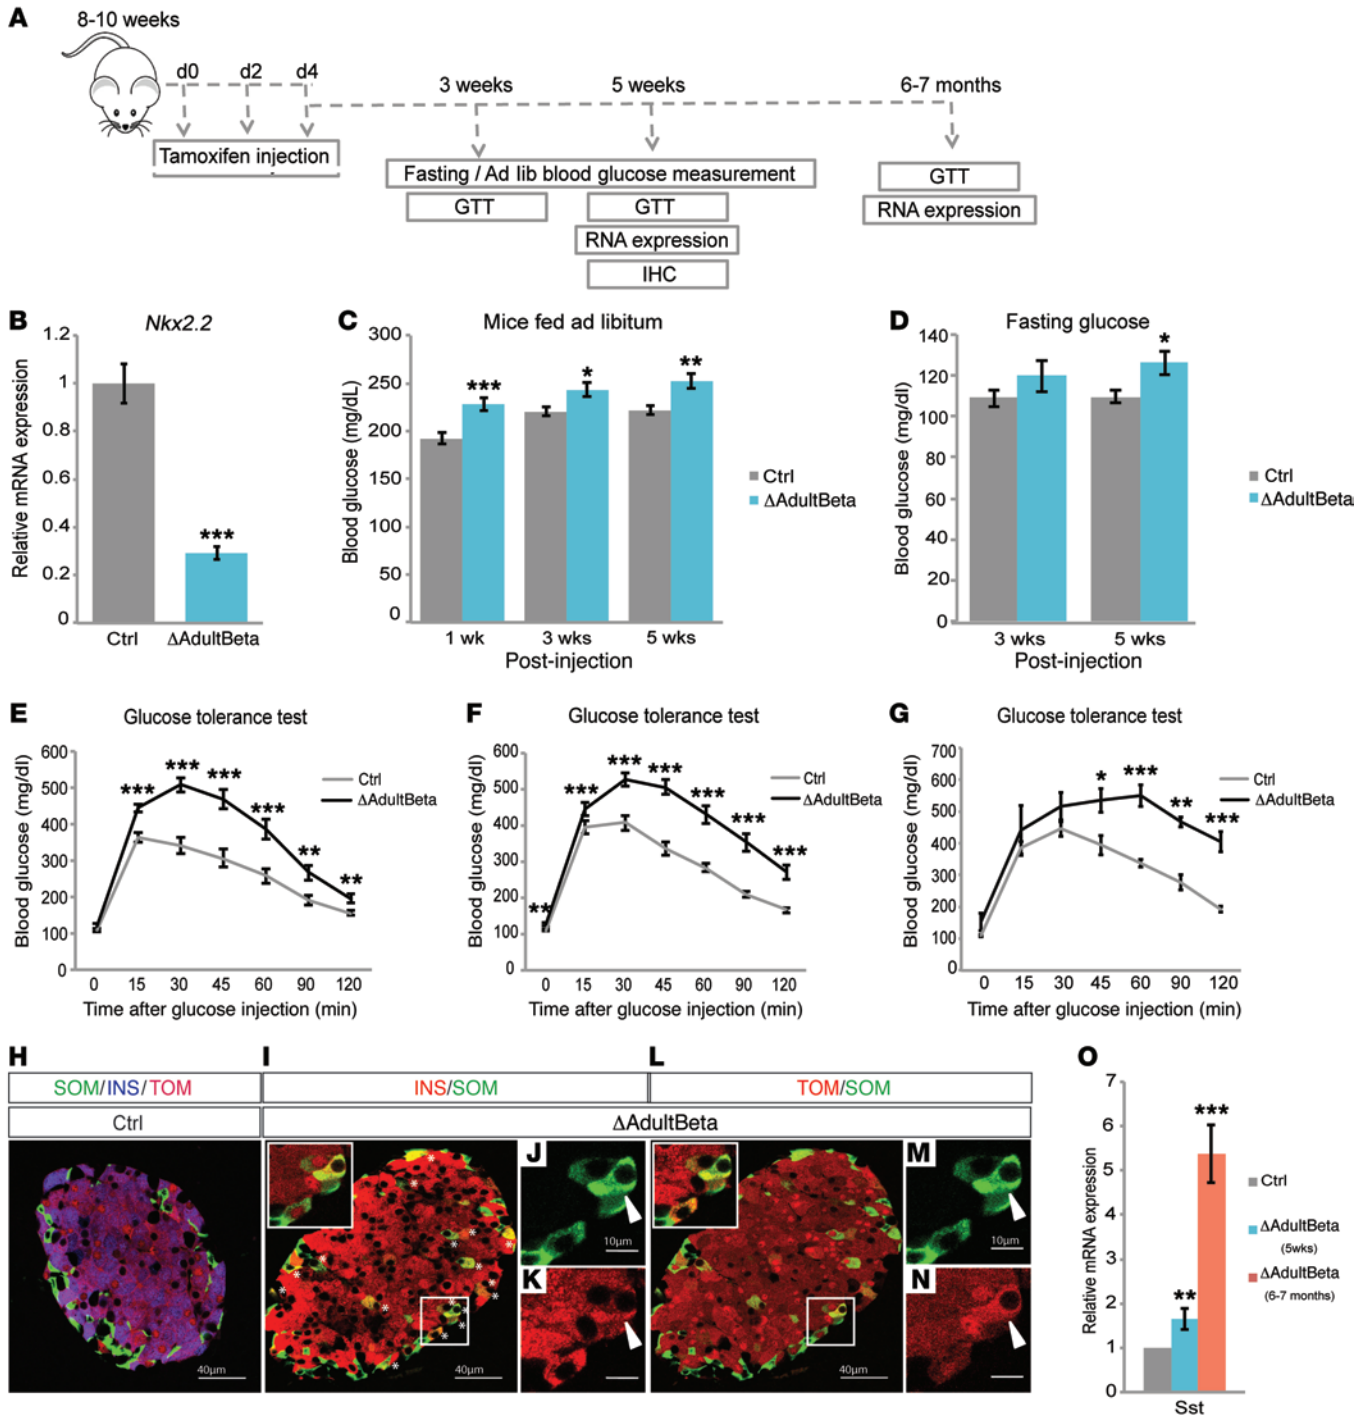 A
8-10 weeks
d0 d2 d4
3 weeks 5 weeks 6-7 months
Tamoxifen injection
Fasting / Ad lib blood glucose measurement
GTT GTT GTT
RNA expression RNA expression
IHC
B
Nkx2.2
Relative mRNA expression
1.2
1
0.8
0.6
0.4
0.2
0
***
Ctrl ΔAdultBeta
C
Mice fed ad libitum
Blood glucose (mg/dL)
300
250
200
150
100
50
0
*** * **
1 wk 3 wks 5 wks
Post-injection
Ctrl
ΔAdultBeta
D
Fasting glucose
Blood glucose (mg/dl)
140
120
100
80
60
40
20
0
*
3 wks 5 wks
Post-injection
Ctrl
ΔAdultBeta
E
Glucose tolerance test
Blood glucose (mg/dl)
600
500
400
300
200
100
0
*** *** *** *** ** **
Ctrl
ΔAdultBeta
0 15 30 45 60 90 120
Time after glucose injection (min)
F
Glucose tolerance test
Blood glucose (mg/dl)
600
500
400
300
200
100
0
** *** *** *** *** *** ***
Ctrl
ΔAdultBeta
0 15 30 45 60 90 120
Time after glucose injection (min)
G
Glucose tolerance test
Blood glucose (mg/dl)
700
600
500
400
300
200
100
0
* *** ** ***
Ctrl
ΔAdultBeta
0 15 30 45 60 90 120
Time after glucose injection (min)
H
SOM/INS/TOM
Ctrl
40µm
I
INS/SOM
L
TOM/SOM
ΔAdultBeta
40µm
J
10µm
K
40µm
M
10µm
N
O
Relative mRNA expression
7
6
5
4
3
2
1
0
** ***
Sst
Ctrl
ΔAdultBeta
(5wks)
ΔAdultBeta
(6-7 months)